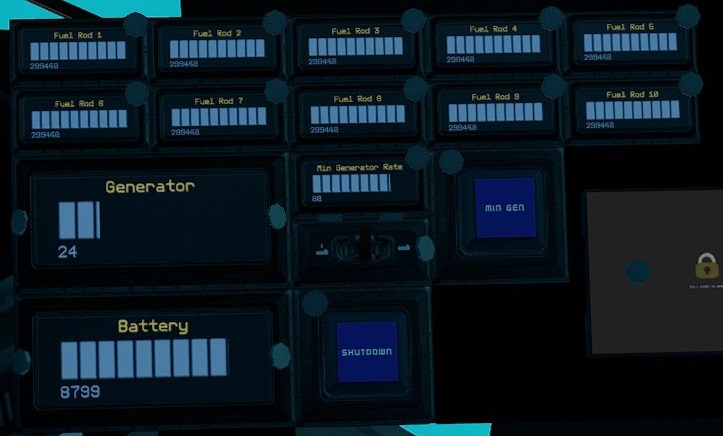 Fuel Rod 1
299468
Fuel Rod 2
299468
Fuel Rod 3
299468
Fuel Rod 4
299468
Fuel Rod 5
299468
Fuel Rod 6
299468
Fuel Rod 7
299468
Fuel Rod 8
299468
Fuel Rod 9
299468
Fuel Rod 10
299468
Generator
24
Min Generator Rate
80
MIN GEN
-1
1
Battery
8799
SHUTDOWN